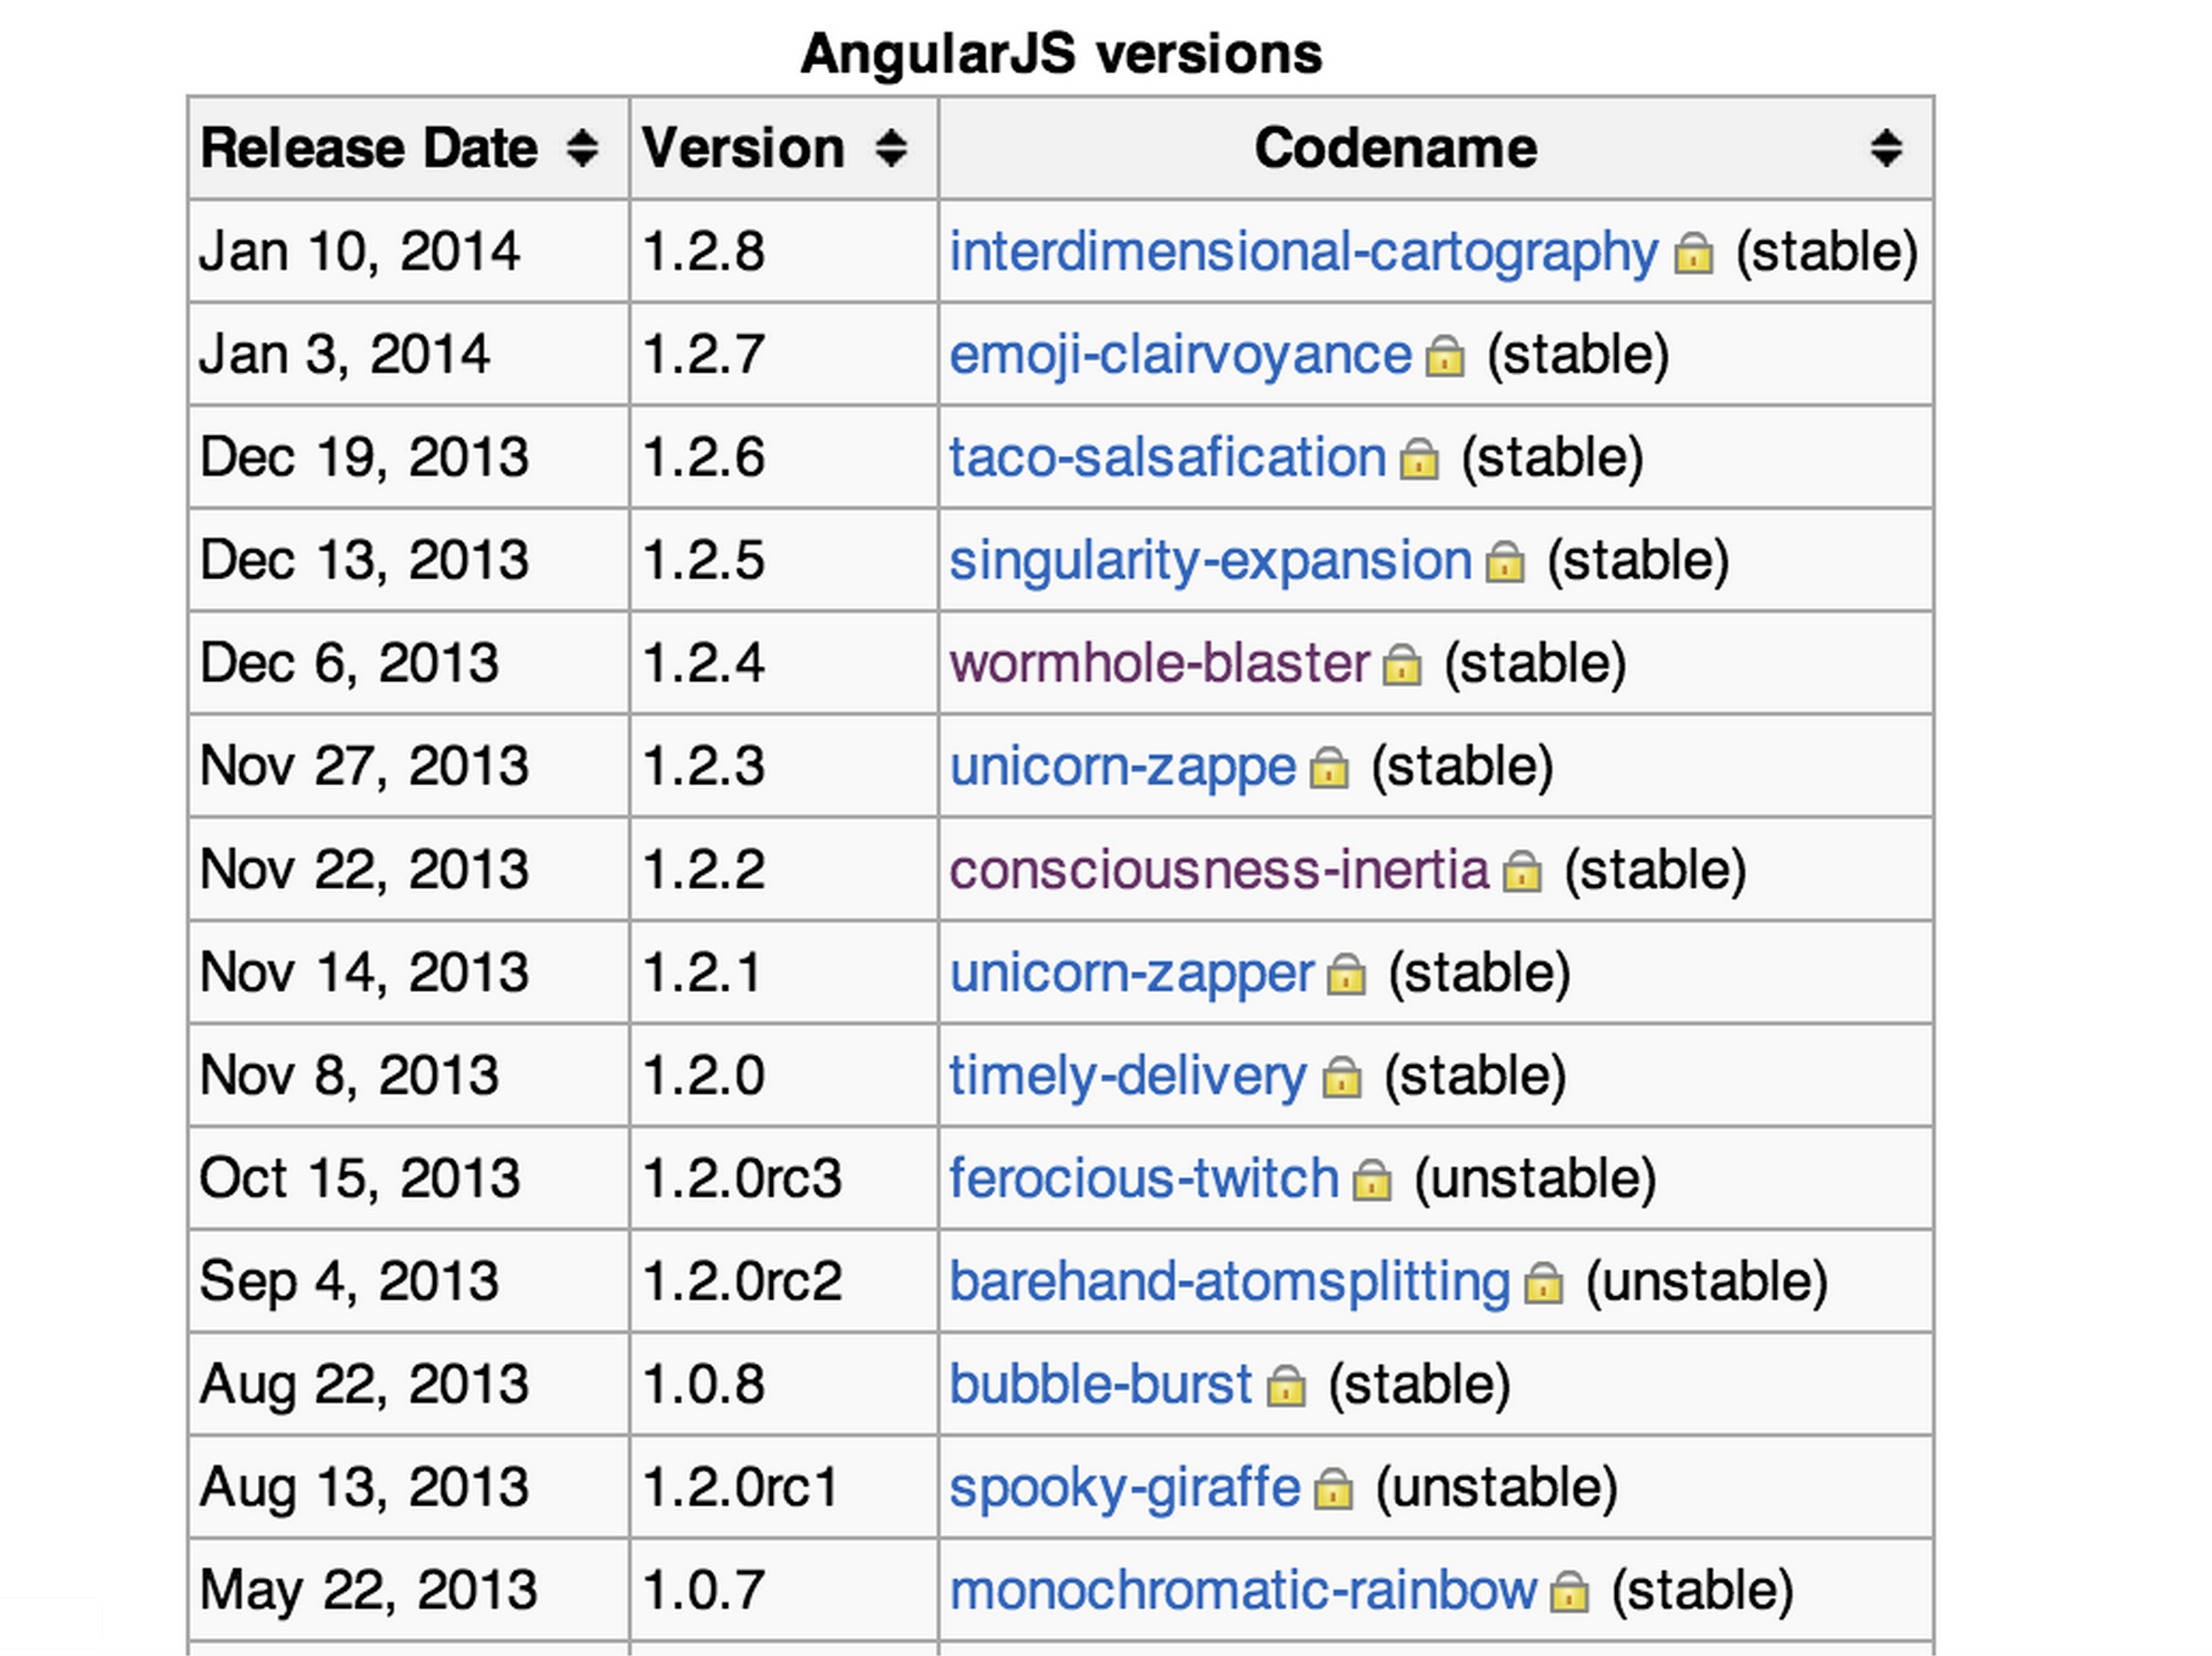 AngularJS versions
Release Date Version Codename
Jan 10, 2014 1.2.8 interdimensional-cartography (stable)
Jan 3, 2014 1.2.7 emoji-clairvoyance (stable)
Dec 19, 2013 1.2.6 taco-salsafication (stable)
Dec 13, 2013 1.2.5 singularity-expansion (stable)
Dec 6, 2013 1.2.4 wormhole-blaster (stable)
Nov 27, 2013 1.2.3 unicorn-zappe (stable)
Nov 22, 2013 1.2.2 consciousness-inertia (stable)
Nov 14, 2013 1.2.1 unicorn-zapper (stable)
Nov 8, 2013 1.2.0 timely-delivery (stable)
Oct 15, 2013 1.2.0rc3 ferocious-twitch (unstable)
Sep 4, 2013 1.2.0rc2 barehand-atomsplitting (unstable)
Aug 22, 2013 1.0.8 bubble-burst (stable)
Aug 13, 2013 1.2.0rc1 spooky-giraffe (unstable)
May 22, 2013 1.0.7 monochromatic-rainbow (stable)